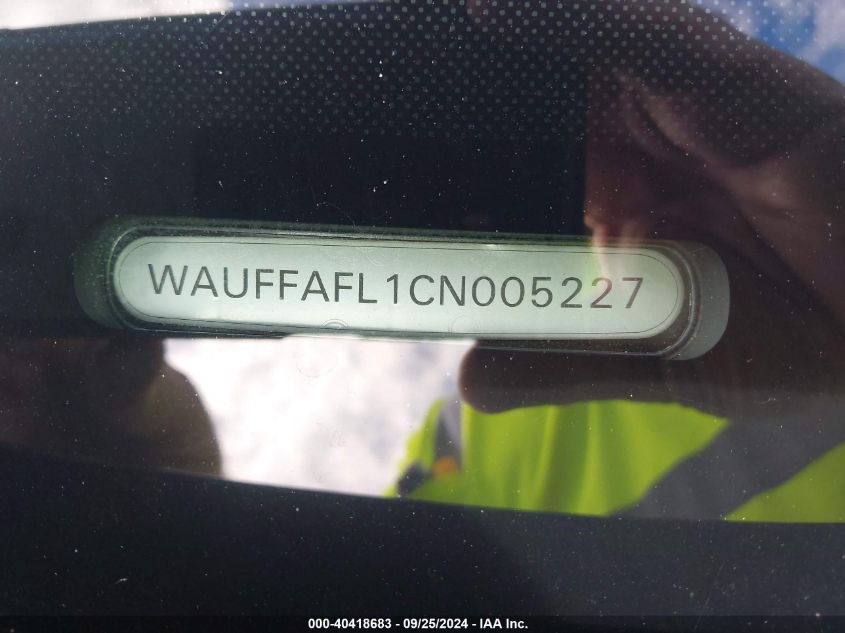 WAUFFAFL1CN005227
000-40418683 - 09/25/2024 - IAA Inc.